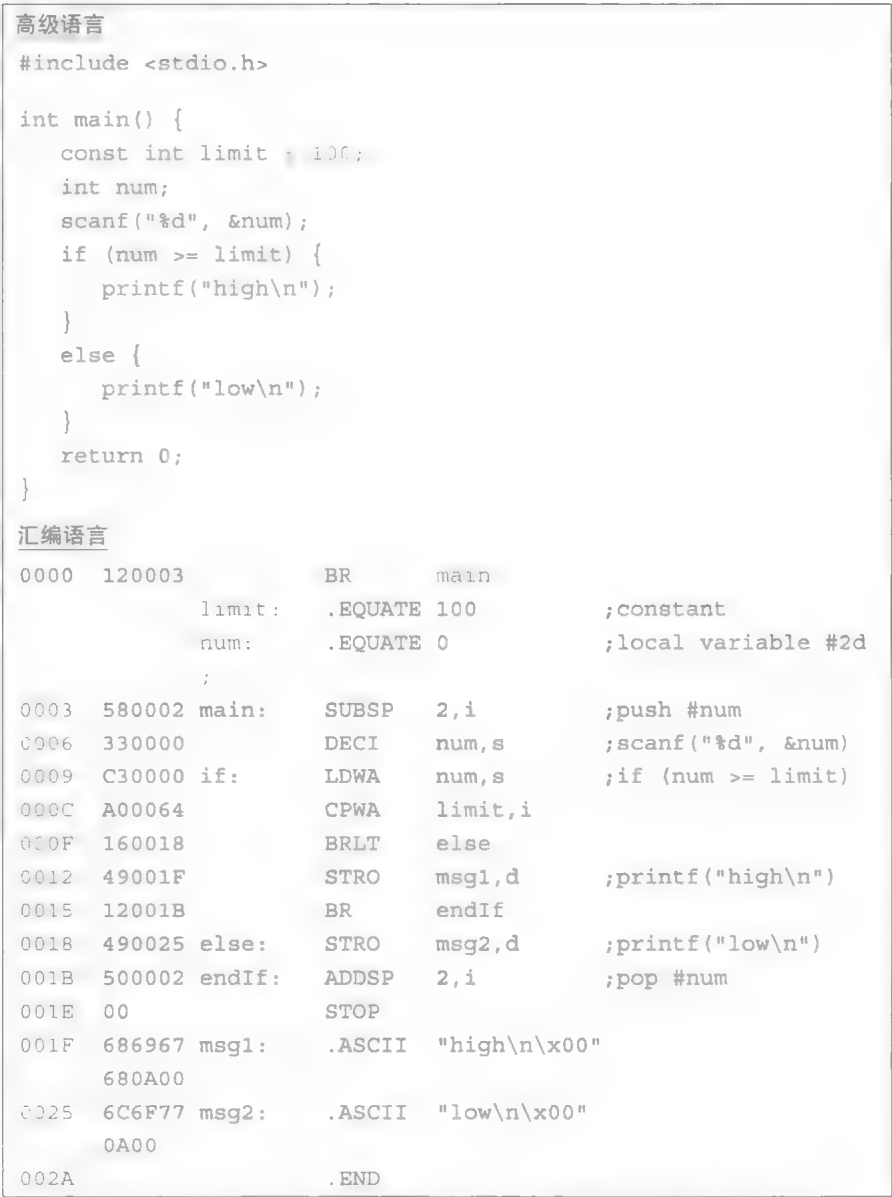 高级语言
#include <stdio.h>
int main() {
const int limit = 100;
int num;
scanf("%d", &num);
if (num >= limit) {
printf("high\n");
}
else {
printf("low\n");
}
return 0;
}
汇编语言
0000 120003 BR main
limit: .EQUATE 100 ;constant
num: .EQUATE 0 ;local variable #2d
;
0003 580002 main: SUBSP 2,i ;push #num
0006 330000 DECI num,s ;scanf("%d", &num)
0009 C30000 if: LDWA num,s ;if (num >= limit)
000C A00064 CPWA limit,i
000F 160018 BRLT else
0012 49001F STRO msg1,d ;printf("high\n")
0015 12001B BR endIf
0018 490025 else: STRO msg2,d ;printf("low\n")
001B 500002 endIf: ADDSP 2,i ;pop #num
001E 00 STOP
001F 686967 msg1: .ASCII "high\n\x00"
680A00
0025 6C6F77 msg2: .ASCII "low\n\x00"
0A00
002A .END